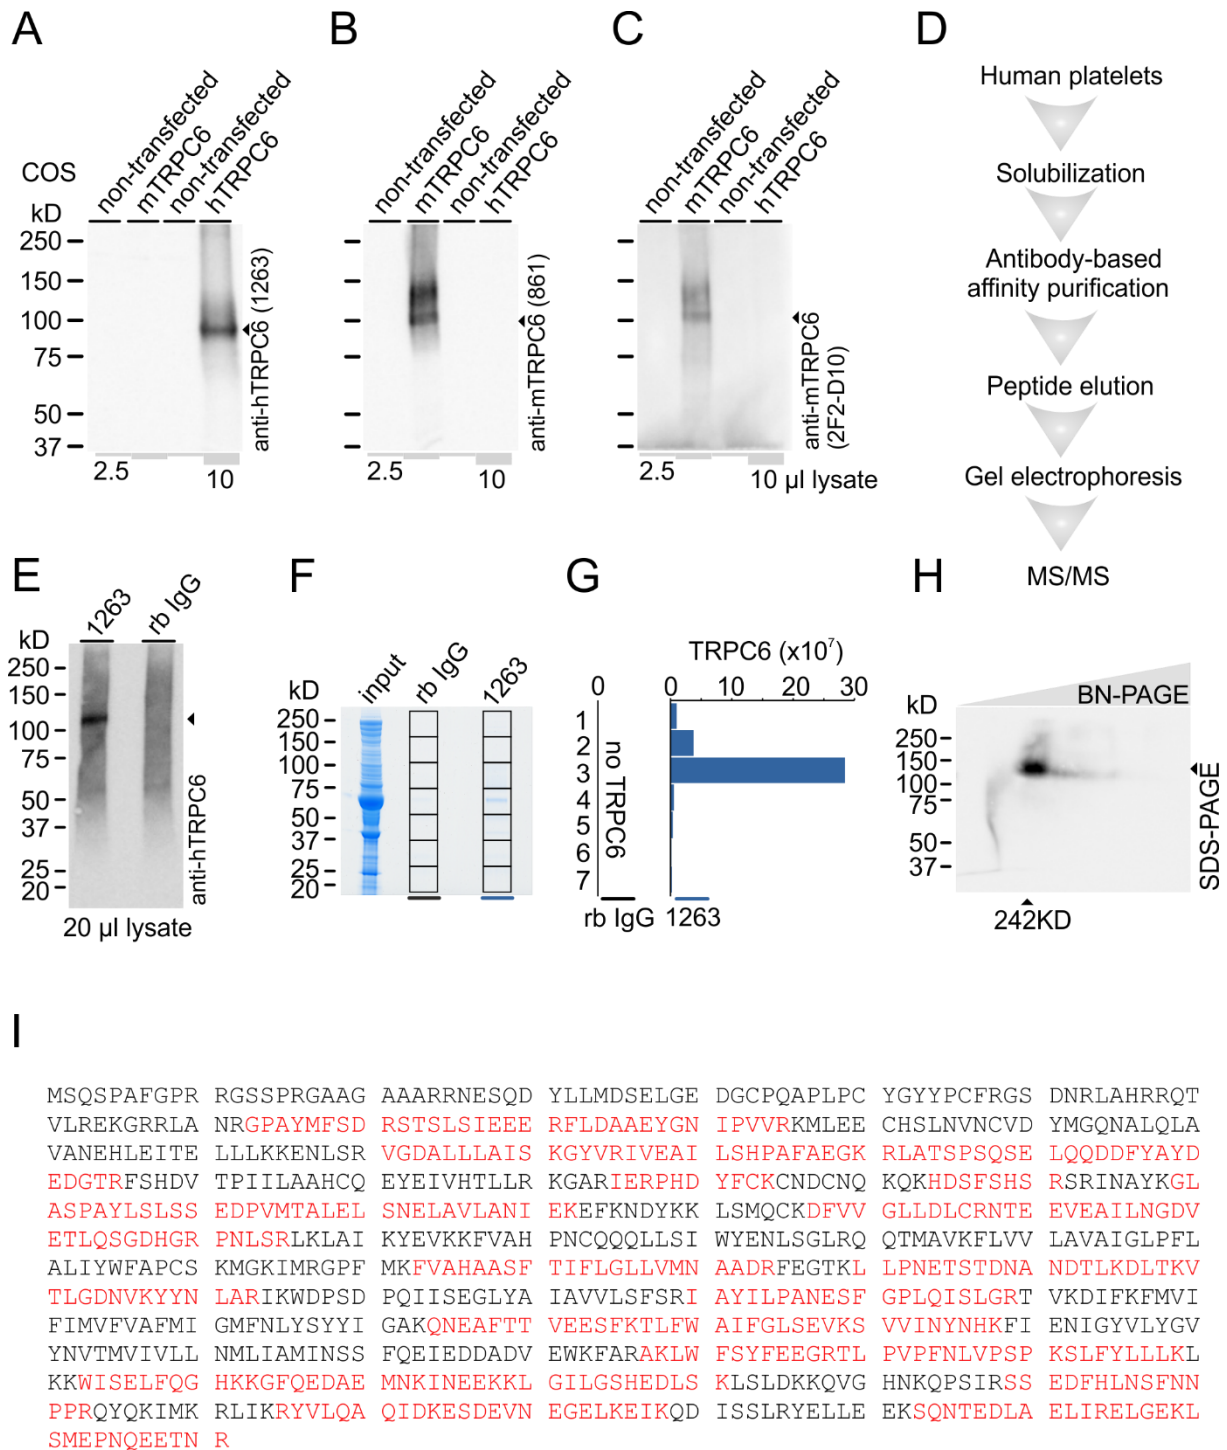 A
B
C
D
COS
non-transfected
mTRPC6
non-transfected
hTRPC6
kD
250
150
100
75
50
37
anti-hTRPC6 (1263)
2.5
10
non-transfected
mTRPC6
non-transfected
hTRPC6
anti-mTRPC6 (861)
2.5
10
non-transfected
mTRPC6
non-transfected
hTRPC6
anti-mTRPC6
(2F2-D10)
2.5
10 µl lysate
Human platelets
Solubilization
Antibody-based
affinity purification
Peptide elution
Gel electrophoresis
MS/MS
E
1263
rb IgG
kD
250
150
100
75
50
37
25
20
anti-hTRPC6
20 µl lysate
F
input
rb IgG
1263
kD
250
150
100
75
50
37
25
20
G
TRPC6 (x10⁷)
0
0 10 20 30
1
2
3
4
5
6
7
no TRPC6
rb IgG
1263
H
BN-PAGE
kD
250
150
100
75
50
37
SDS-PAGE
242KD
I
MSQSPAFGPR RGSSPRGAAG AAARRNESQD YLLMDSELGE DGCPQAPLPC YGYYPCFRGS DNRLAHRRQT
VLREKGRRLA NRGPAYMFSD RSTSLSIEEE RFLDAAEYGN IPVVRKMLEE CHSLNVNCVD YMGQNALQLA
VANEHLEITE LLLKKENLSR VGDALLLAIS KGYVRIVEAI LSHPAFAEGK RLATSPSQSE LQQDDFYAYD
EDGTRFSHDV TPIILAAHCQ EYEIVHTLLR KGARIERPHD YFCKCNDCNQ KQKHDSFSHS RSRINAYKGL
ASPAYLSLSS EDPVMTALEL SNELAVLANI EKEFKNDYKK LSMQCKDFVV GLLDLCRNTE EVEAILNGDV
ETLQSGDHGR PNLSRLKLAI KYEVKKFVAH PNCQQQLLSI WYENLSGLRQ QTMAVKFLVV LAVAIGLPFL
ALIYWFAPCS KMGKIMRGPF MKFVAHAASF TIFLGLLVMN AADRFEGTKL LPNETSTDNA NDTLKDLTKV
TLGDNVKYYN LARIKWDPSD PQIISEGLYA IAVVLSFSRI AYILPANESF GPLQISLGRT VKDIFKFMVI
FIMVFVAFMI GMFNLYSYYI GAKQNEAFTT VEESFKTLFW AIFGLSEVKS VVINYNHKFI ENIGYVLYGV
YNVTMVIVLL NMLIAMINSS FQEIEDDADV EWKFARAKLW FSYFEEGRTL PVPFNLVPSP KSLFYLLLKL
KKWISELFQG HKKGFQEDAE MNKINEEKKL GILGSHEDLS KLSLDKKQVG HNKQPSIRSS EDFHLNSFNN
PPRQYQKIMK RLIKRYVLQA QIDKESDEVN EGELKEIKQD ISSLRYELLE EKSQNTEDLA ELIRELGEKL
SMEPNQEETN R